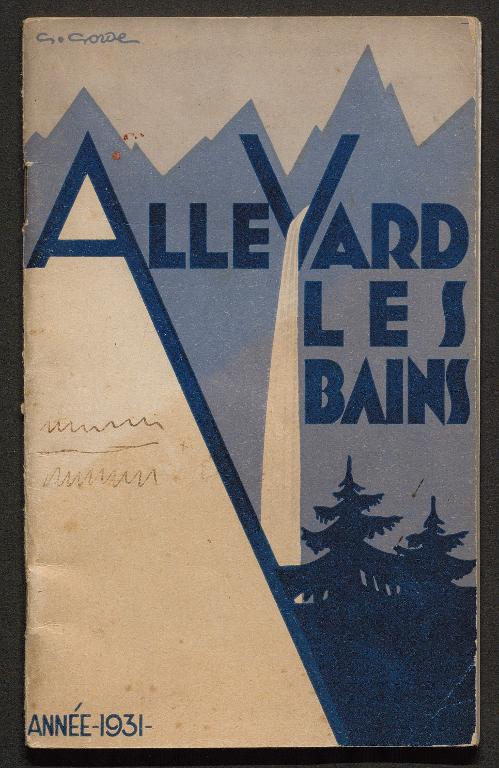 G. Gorde
ALLEVARD
LES
BAINS
ANNÉE-1931-